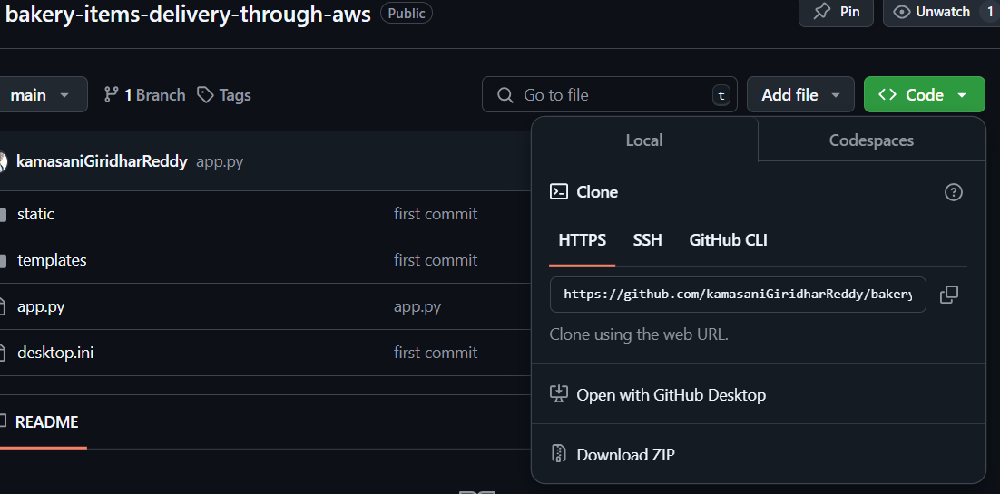 bakery-items-delivery-through-aws Public
Pin
Unwatch 1
main
1 Branch
Tags
Go to file t
Add file
<> Code
Local
Codespaces
kamasaniGiridharReddy app.py
Clone
static first commit
HTTPS SSH GitHub CLI
templates first commit
https://github.com/kamasaniGiridharReddy/bakery
app.py app.py
Clone using the web URL.
desktop.ini first commit
Open with GitHub Desktop
README
Download ZIP